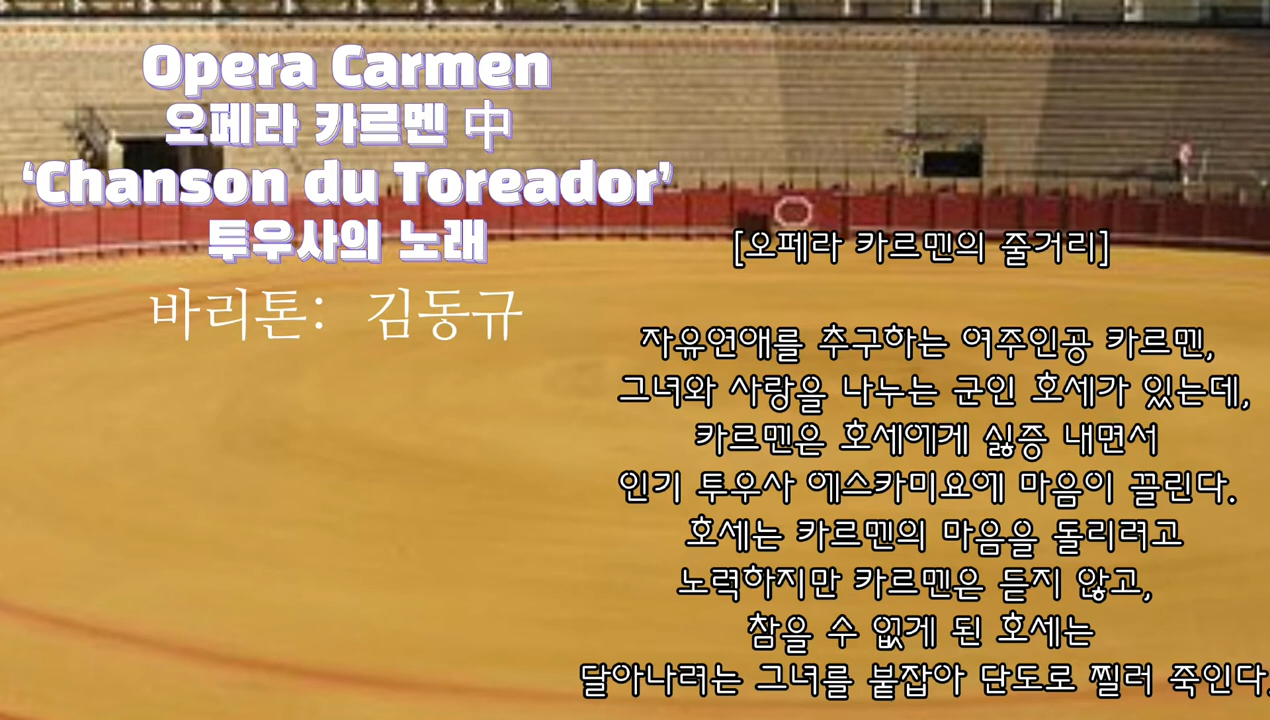 Opera Carmen
오페라 카르멘 中
‘Chanson du Toreador’
투우사의 노래
바리톤: 김동규
[오페라 카르멘의 줄거리]
자유연애를 추구하는 여주인공 카르멘,
그녀와 사랑을 나누는 군인 호세가 있는데,
카르멘은 호세에게 싫증 내면서
인기 투우사 에스카미요에 마음이 끌린다.
호세는 카르멘의 마음을 돌리려고
노력하지만 카르멘은 듣지 않고,
참을 수 없게 된 호세는
달아나려는 그녀를 붙잡아 단도로 찔러 죽인다.